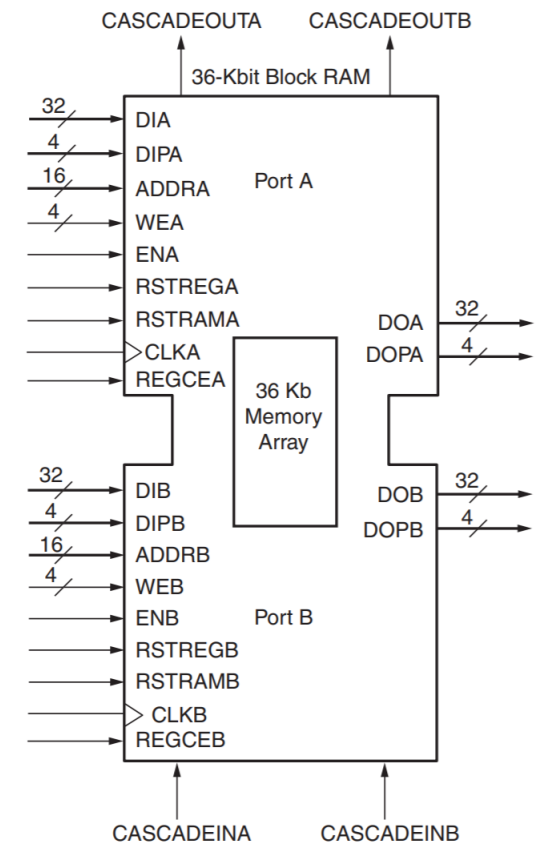 CASCADEOUTA CASCADEOUTB
36-Kbit Block RAM
32
DIA
4
DIPA
16
ADDRA
Port A
4
WEA
ENA
RSTREGA
RSTRAMA
CLKA
REGCEA
DOA
32
DOPA
4
36 Kb
Memory
Array
32
DIB
4
DIPB
16
ADDRB
4
WEB
ENB
Port B
RSTREGB
RSTRAMB
CLKB
REGCEB
DOB
32
DOPB
4
CASCADEINA CASCADEINB